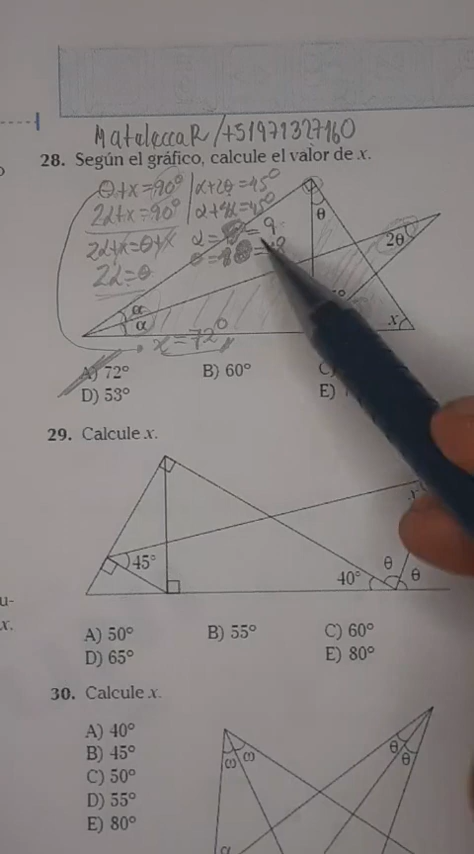 MataleccaR/+51971327160
28. Según el gráfico, calcule el valor de x.
θ+x=90° | α+2θ=45°
2α+x=90° | α+4α=45°
2α+x=θ+x α= = 9
2α=θ
θ
2θ
α
α
x
x=72°
A) 72° B) 60° C)
D) 53° E)
29. Calcule x.
x
45°
40° θ θ
u-
x.
A) 50° B) 55° C) 60°
D) 65° E) 80°
30. Calcule x.
A) 40°
B) 45°
C) 50°
D) 55°
E) 80°
ω ω
θ
θ